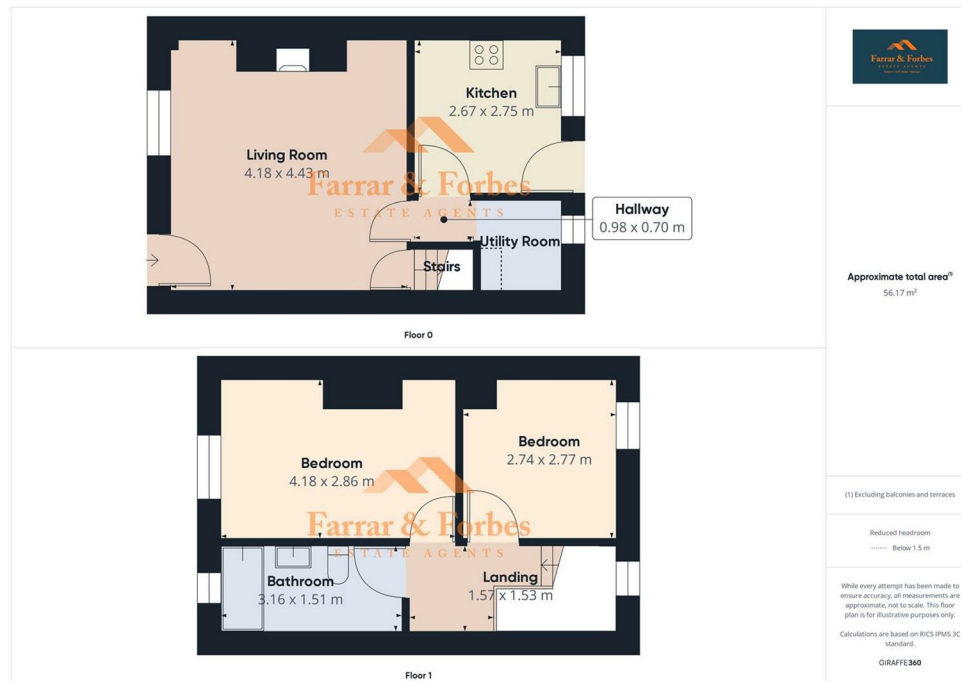 Kitchen
2.67 x 2.75 m
Living Room
4.18 x 4.43 m
Farrar & Forbes
ESTATE AGENTS
Hallway
0.98 x 0.70 m
Utility Room
Stairs
Floor 0
Bedroom
2.74 x 2.77 m
Bedroom
4.18 x 2.86 m
Farrar & Forbes
ESTATE AGENTS
Bathroom
3.16 x 1.51 m
Landing
1.57 x 1.53 m
Floor 1
Farrar & Forbes
ESTATE AGENTS
Approximate total area⁽¹⁾
56.17 m²
(1) Excluding balconies and terraces
Reduced headroom
Below 1.5 m
While every attempt has been made to
ensure accuracy, all measurements are
approximate, not to scale. This floor
plan is for illustrative purposes only.
Calculations are based on RICS IPMS 3C
standard.
GIRAFFE360